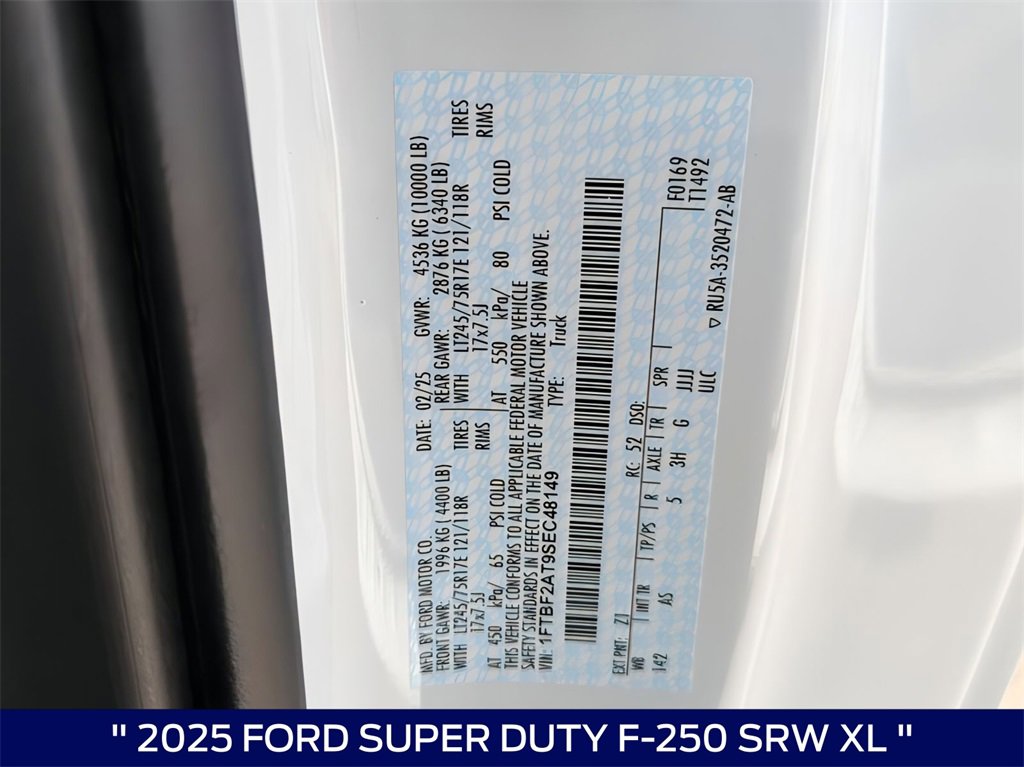 MFD. BY FORD MOTOR CO. DATE: 02/25 GVWR: 4536 KG (10000 LB)
FRONT GAWR: 1996 KG (4400 LB) REAR GAWR: 2876 KG (6340 LB)
WITH LT245/75R17E 121/118R TIRES WITH LT245/75R17E 121/118R TIRES
17x7.5J RIMS 17x7.5J RIMS
AT 450 kPa/ 65 PSI COLD AT 550 kPa/ 80 PSI COLD
THIS VEHICLE CONFORMS TO ALL APPLICABLE FEDERAL MOTOR VEHICLE
SAFETY STANDARDS IN EFFECT ON THE DATE OF MANUFACTURE SHOWN ABOVE.
VIN: 1FTBF2AT9SEC48149 TYPE: Truck
EXT PNT: Z1 RC: 52 DSO: F0169
WB INT TR TP/PS R AXLE TR SPR T1492
142 AS 5 3H G JJJJ
ULC ▽ RU5A-3520472-AB
" 2025 FORD SUPER DUTY F-250 SRW XL "